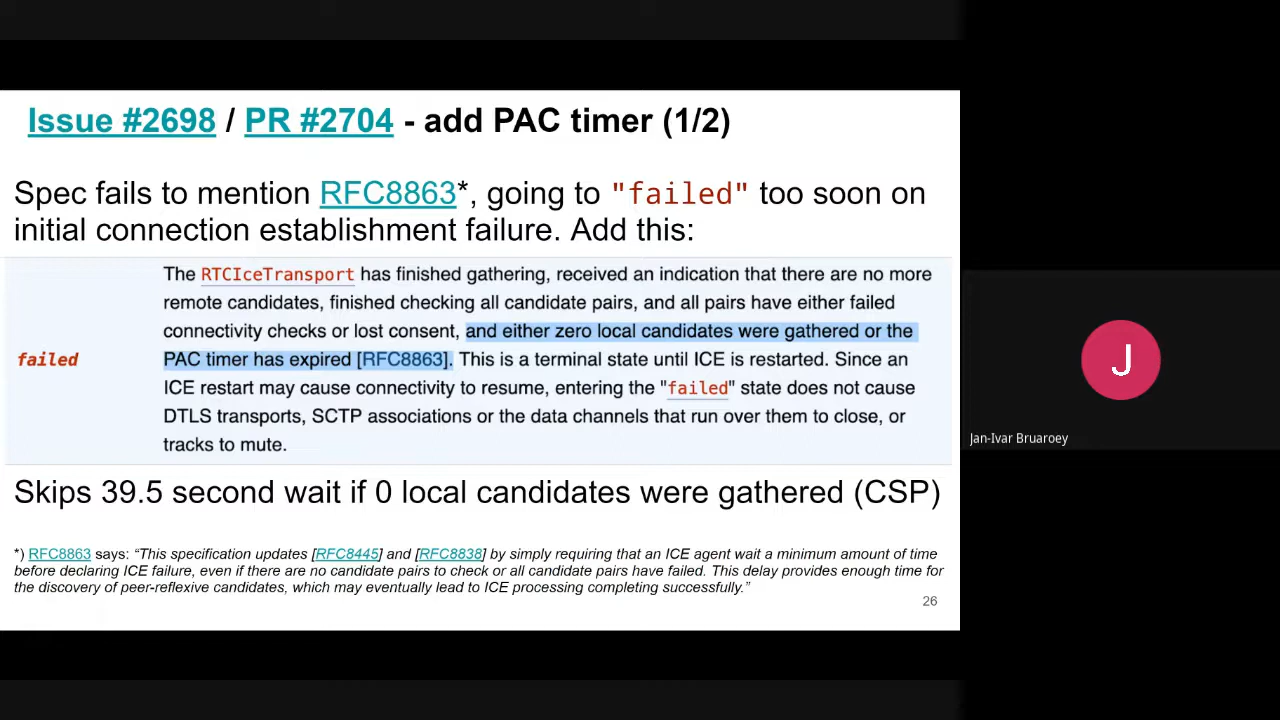 Issue #2698 / PR #2704 - add PAC timer (1/2)
Spec fails to mention RFC8863*, going to "failed" too soon on
initial connection establishment failure. Add this:
The RTCIceTransport has finished gathering, received an indication that there are no more
remote candidates, finished checking all candidate pairs, and all pairs have either failed
connectivity checks or lost consent, and either zero local candidates were gathered or the
failed PAC timer has expired [RFC8863]. This is a terminal state until ICE is restarted. Since an
ICE restart may cause connectivity to resume, entering the "failed" state does not cause
DTLS transports, SCTP associations or the data channels that run over them to close, or
tracks to mute.
Skips 39.5 second wait if 0 local candidates were gathered (CSP)
*) RFC8863 says: “This specification updates [RFC8445] and [RFC8838] by simply requiring that an ICE agent wait a minimum amount of time
before declaring ICE failure, even if there are no candidate pairs to check or all candidate pairs have failed. This delay provides enough time for
the discovery of peer-reflexive candidates, which may eventually lead to ICE processing completing successfully.”
26
J
Jan-Ivar Bruaroey